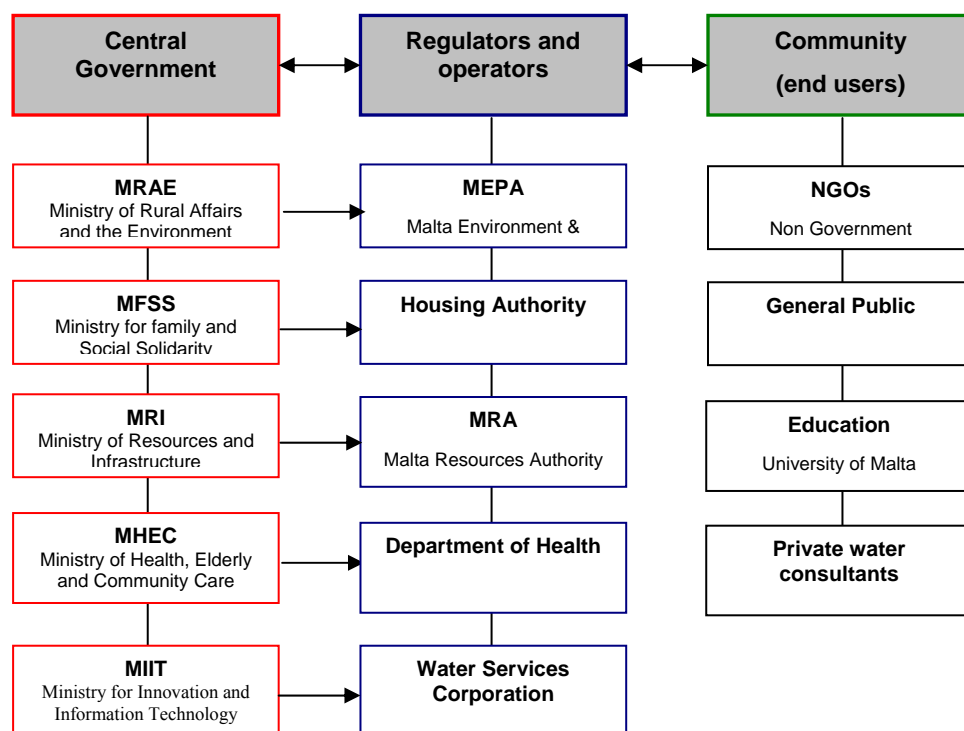 Central
Government
Regulators and
operators
Community
(end users)
MRAE
Ministry of Rural Affairs
and the Environment
MEPA
Malta Environment &
NGOs
Non Government
MFSS
Ministry for family and
Social Solidarity
Housing Authority
General Public
MRI
Ministry of Resources and
Infrastructure
MRA
Malta Resources Authority
Education
University of Malta
MHEC
Ministry of Health, Elderly
and Community Care
Department of Health
Private water
consultants
MIIT
Ministry for Innovation and
Information Technology
Water Services
Corporation